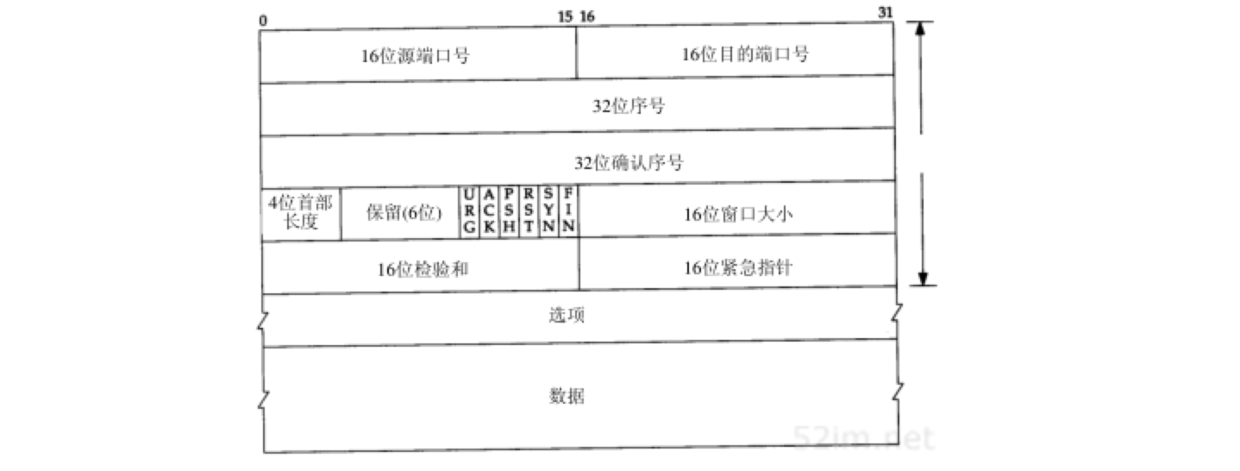 0 15 16 31
16位源端口号 16位目的端口号
32位序号
32位确认序号
4位首部
长度
保留(6位)
URG ACK PSH RST SYN FIN
16位窗口大小
16位检验和 16位紧急指针
选项
数据
52im.net